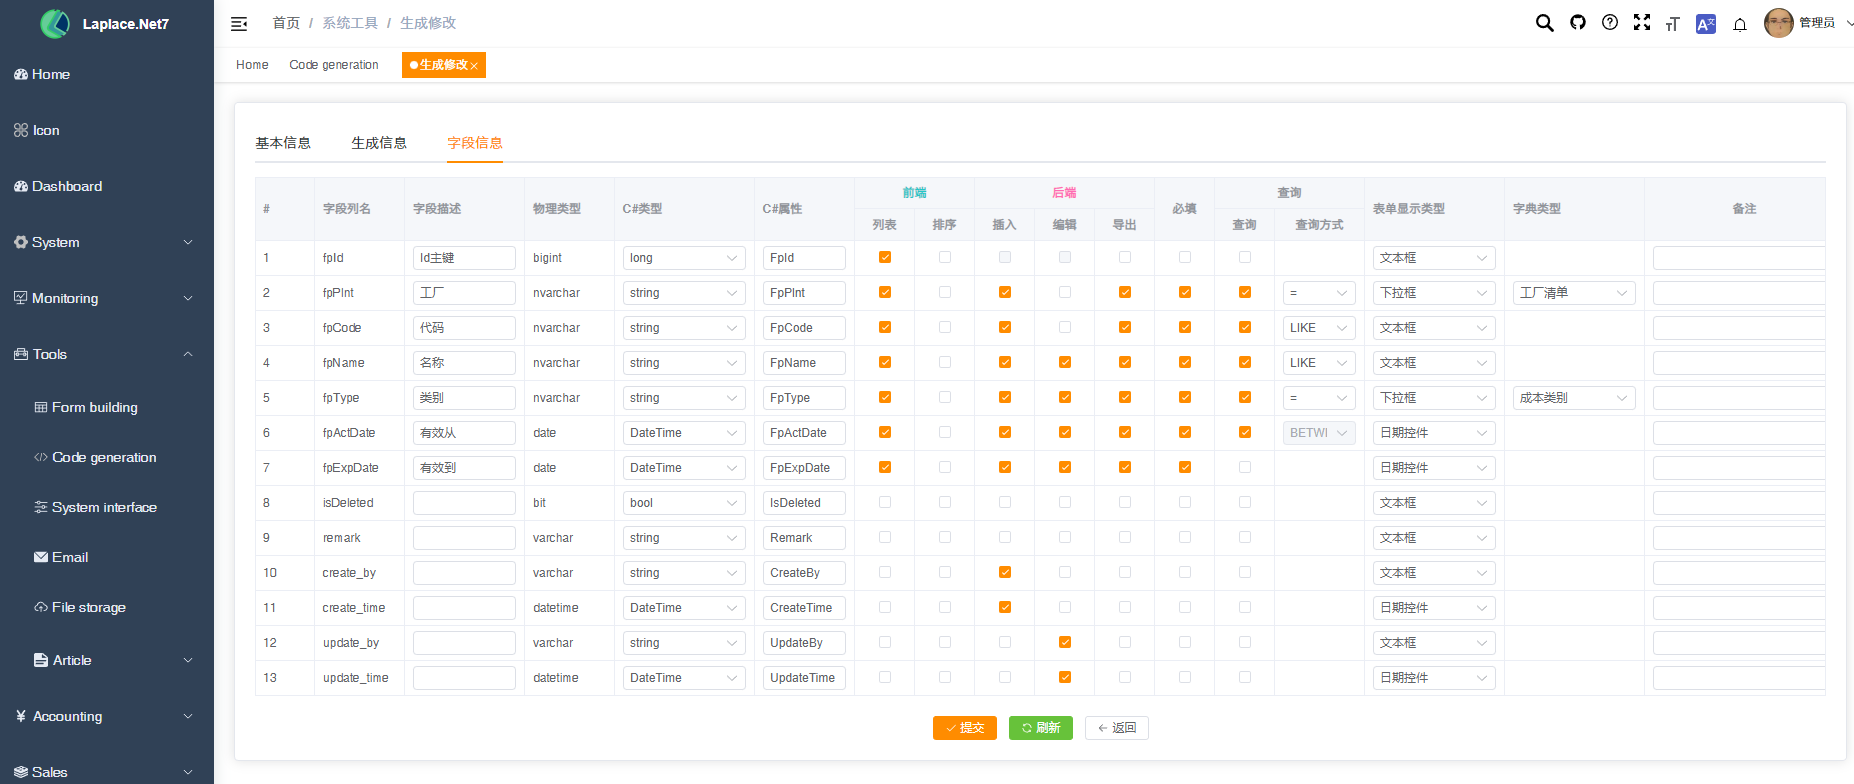 Laplace.Net7
首页 / 系统工具 / 生成修改
管理员
Home
Code generation
生成修改
Home
Icon
Dashboard
System
Monitoring
Tools
Form building
Code generation
System interface
Email
File storage
Article
Accounting
Sales
基本信息 生成信息 字段信息
# 字段列名 字段描述 物理类型 C#类型 C#属性 前端 后端 必填 查询 表单显示类型 字典类型 备注
列表 排序 插入 编辑 导出 查询 查询方式
1 fpId Id主键 bigint long FpId 文本框
2 fpPlnt 工厂 nvarchar string FpPlnt = 下拉框 工厂清单
3 fpCode 代码 nvarchar string FpCode LIKE 文本框
4 fpName 名称 nvarchar string FpName LIKE 文本框
5 fpType 类别 nvarchar string FpType = 下拉框 成本类别
6 fpActDate 有效从 date DateTime FpActDate BETWI 日期控件
7 fpExpDate 有效到 date DateTime FpExpDate 日期控件
8 isDeleted bit bool IsDeleted 文本框
9 remark varchar string Remark 文本框
10 create_by varchar string CreateBy 文本框
11 create_time datetime DateTime CreateTime 日期控件
12 update_by varchar string UpdateBy 文本框
13 update_time datetime DateTime UpdateTime 日期控件
提交 刷新 返回